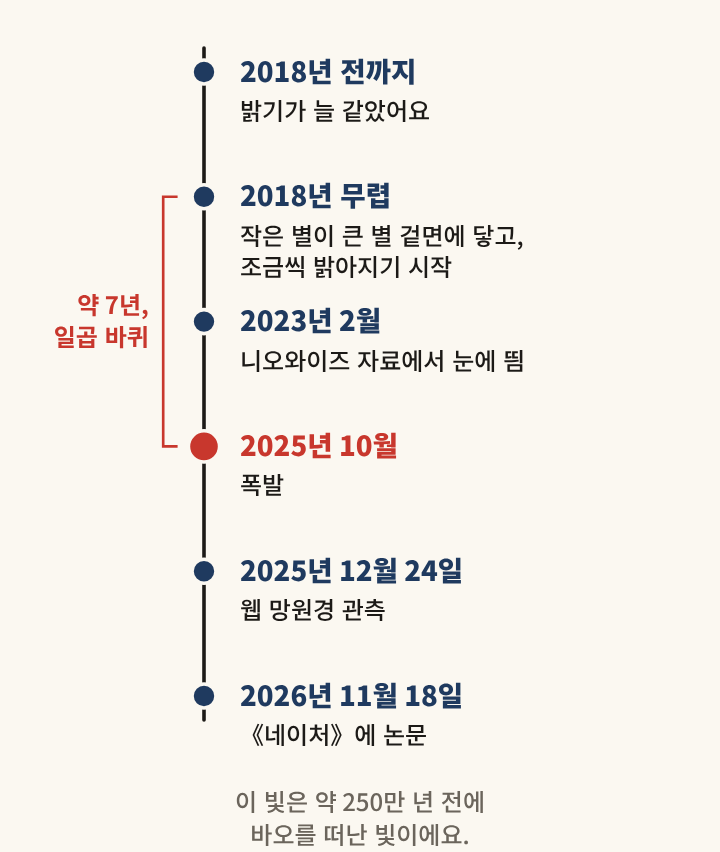 2018년 전까지
밝기가 늘 같았어요
2018년 무렵
작은 별이 큰 별 겉면에 닿고,
조금씩 밝아지기 시작
약 7년,
일곱 바퀴
2023년 2월
니오와이즈 자료에서 눈에 띔
2025년 10월
폭발
2025년 12월 24일
웹 망원경 관측
2026년 11월 18일
《네이처》에 논문
이 빛은 약 250만 년 전에
바오를 떠난 빛이에요.